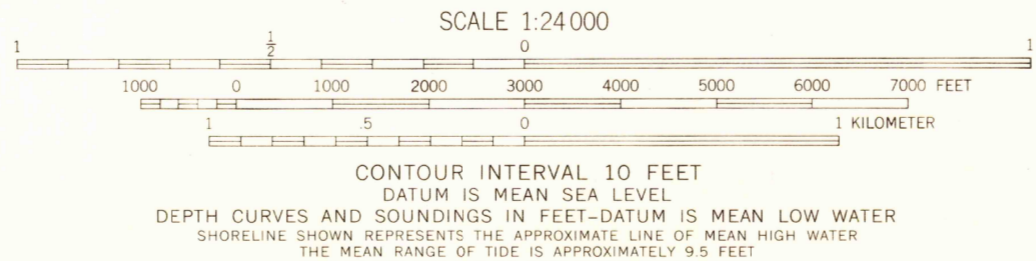 SCALE 1:24 000
1 1/2 0 1
1000 0 1000 2000 3000 4000 5000 6000 7000 FEET
1 .5 0 1 KILOMETER
CONTOUR INTERVAL 10 FEET
DATUM IS MEAN SEA LEVEL
DEPTH CURVES AND SOUNDINGS IN FEET–DATUM IS MEAN LOW WATER
SHORELINE SHOWN REPRESENTS THE APPROXIMATE LINE OF MEAN HIGH WATER
THE MEAN RANGE OF TIDE IS APPROXIMATELY 9.5 FEET